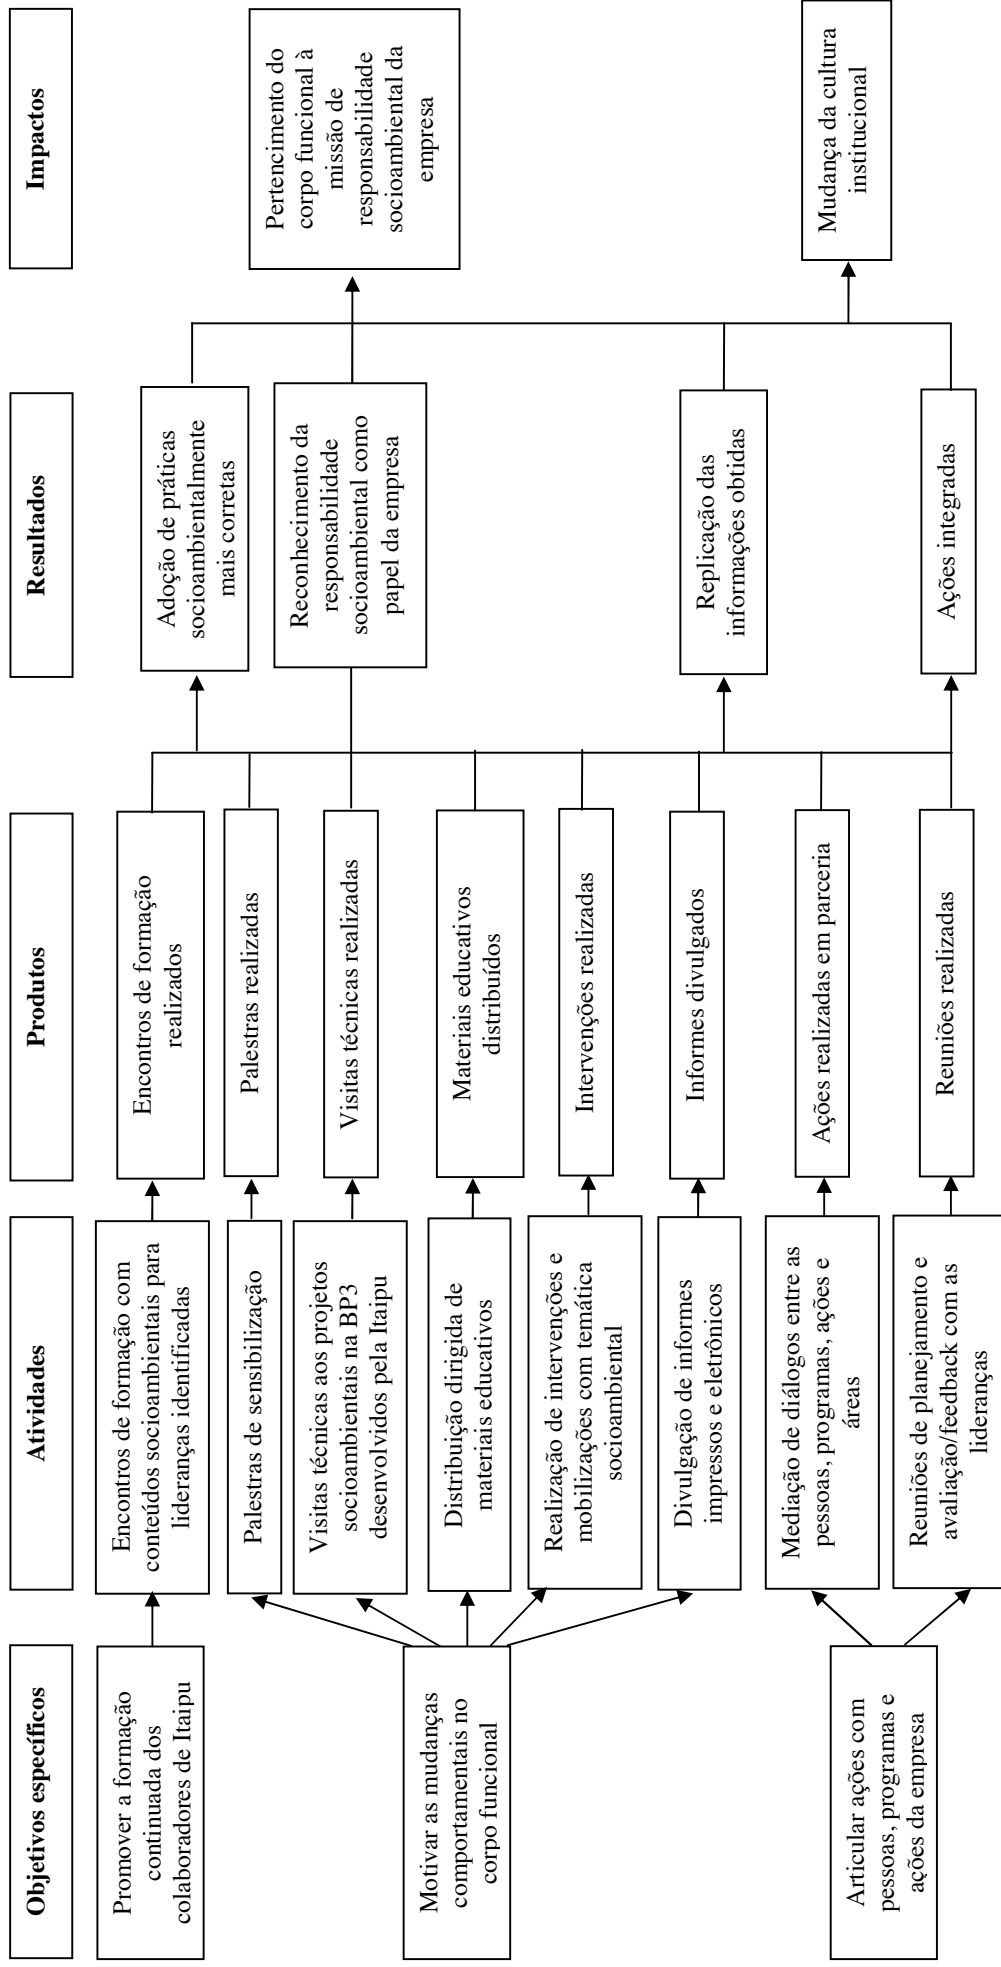 Objetivos específicos
Atividades
Produtos
Resultados
Impactos
Promover a formação
continuada dos
colaboradores de Itaipu
Motivar as mudanças
comportamentais no
corpo funcional
Articular ações com
pessoas, programas e
ações da empresa
Encontros de formação com
conteúdos socioambientais para
lideranças identificadas
Palestras de sensibilização
Visitas técnicas aos projetos
socioambientais na BP3
desenvolvidos pela Itaipu
Distribuição dirigida de
materiais educativos
Realização de intervenções e
mobilizações com temática
socioambiental
Divulgação de informes
impressos e eletrônicos
Mediação de diálogos entre as
pessoas, programas, ações e
áreas
Reuniões de planejamento e
avaliação/feedback com as
lideranças
Encontros de formação
realizados
Palestras realizadas
Visitas técnicas realizadas
Materiais educativos
distribuídos
Intervenções realizadas
Informes divulgados
Ações realizadas em parceria
Reuniões realizadas
Adoção de práticas
socioambientalmente
mais corretas
Reconhecimento da
responsabilidade
socioambiental como
papel da empresa
Replicação das
informações obtidas
Ações integradas
Pertencimento do
corpo funcional à
missão de
responsabilidade
socioambiental da
empresa
Mudança da cultura
institucional